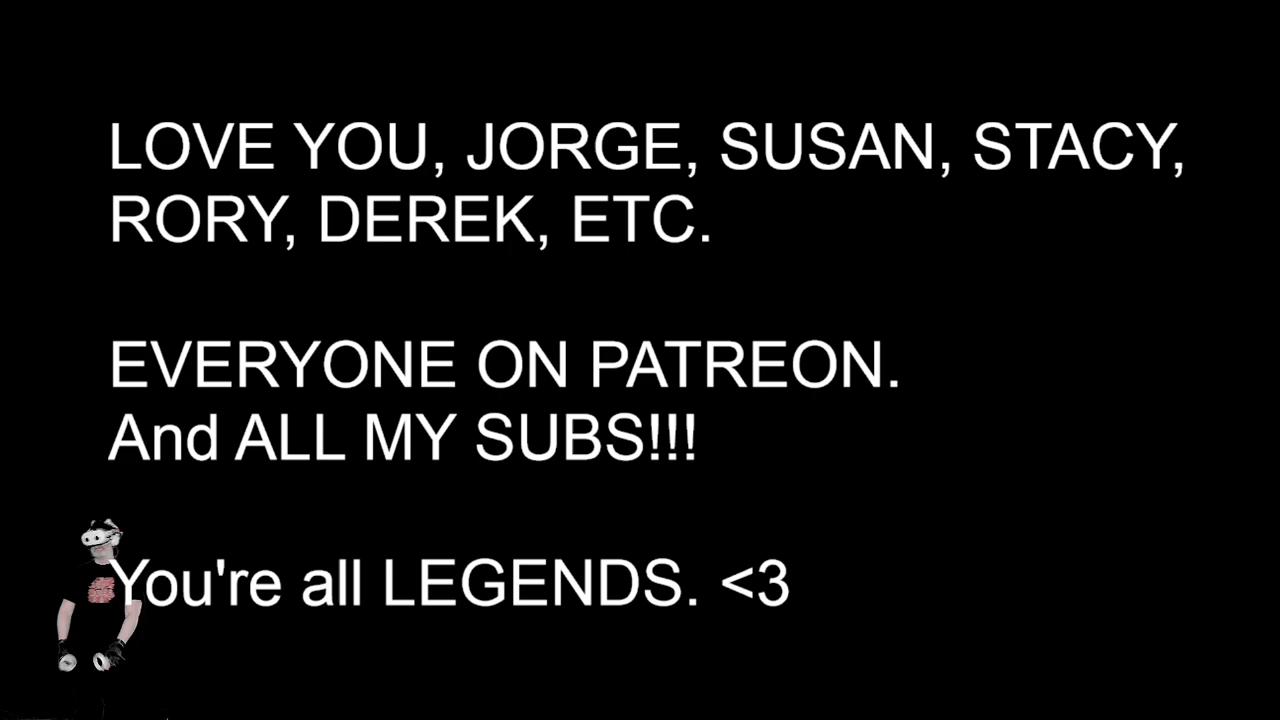 LOVE YOU, JORGE, SUSAN, STACY,
RORY, DEREK, ETC.
EVERYONE ON PATREON.
And ALL MY SUBS!!!
You're all LEGENDS. <3